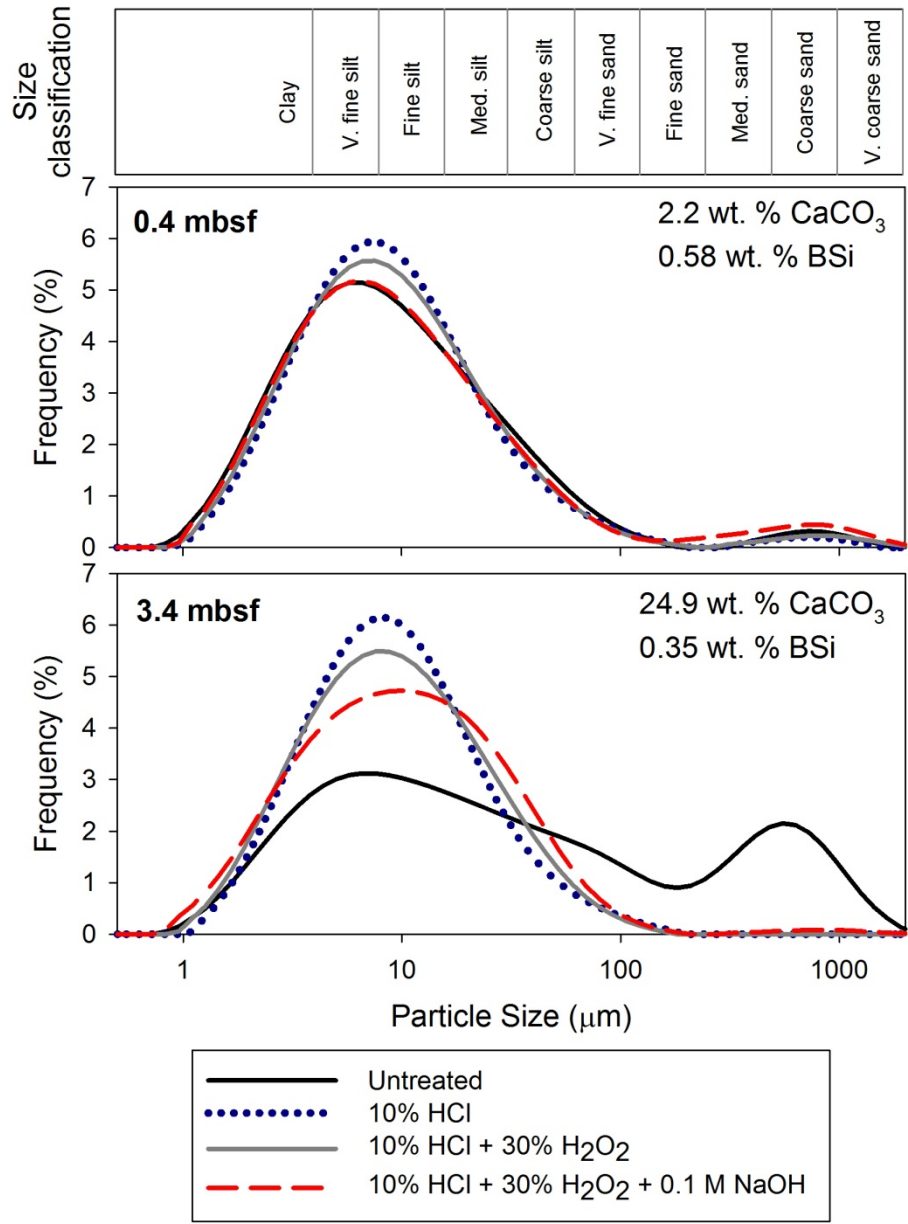 Size classification
Clay
V. fine silt
Fine silt
Med. silt
Coarse silt
V. fine sand
Fine sand
Med. sand
Coarse sand
V. coarse sand
7
6
5
4
3
2
1
0
Frequency (%)
0.4 mbsf
2.2 wt. % CaCO₃
0.58 wt. % BSi
7
6
5
4
3
2
1
0
Frequency (%)
3.4 mbsf
24.9 wt. % CaCO₃
0.35 wt. % BSi
1
10
100
1000
Particle Size (μm)
Untreated
10% HCl
10% HCl + 30% H₂O₂
10% HCl + 30% H₂O₂ + 0.1 M NaOH